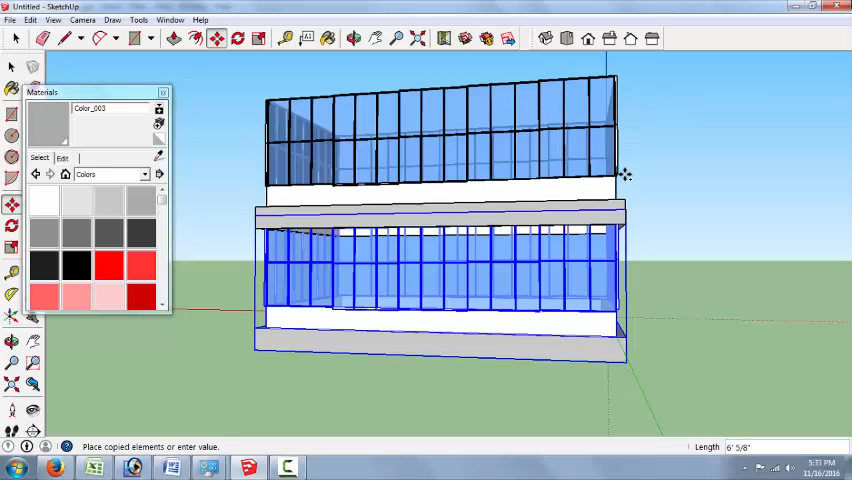 Untitled - SketchUp
File Edit View Camera Draw Tools Window Help
Materials
Color_003
Select Edit
Colors
Place copied elements or enter value.
Length 6' 5/8"
5:33 PM
11/16/2016